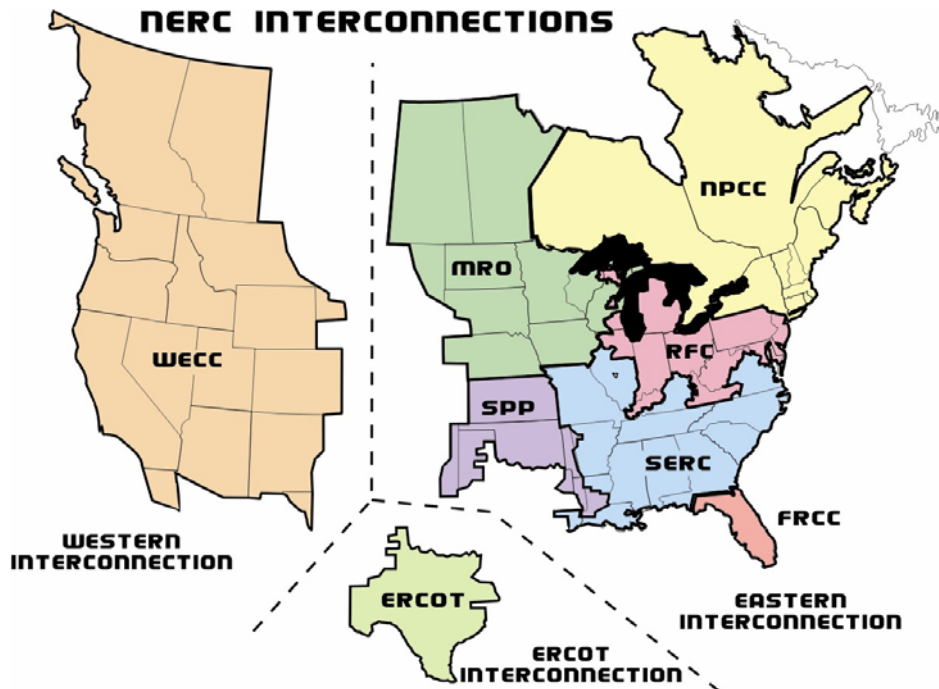 NERC INTERCONNECTIONS
NPCC
MRO
WECC
RFC
SPP
SERC
FRCC
WESTERN
INTERCONNECTION
ERCOT
EASTERN
INTERCONNECTION
ERCOT
INTERCONNECTION